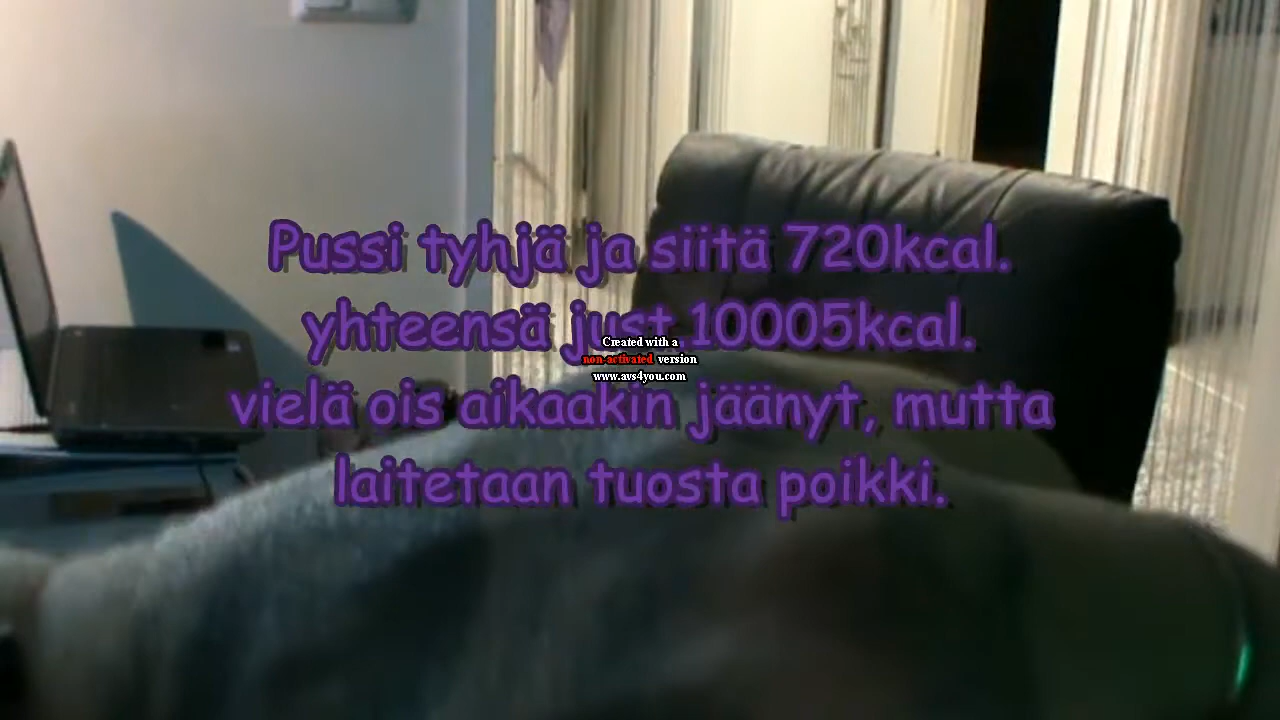 Pussi tyhjä ja siitä 720kcal.
yhteensä just.10005kcal.
Created with a
non-activated version
www.avs4you.com
vielä ois aikaakin jäänyt, mutta
laitetaan tuosta poikki.